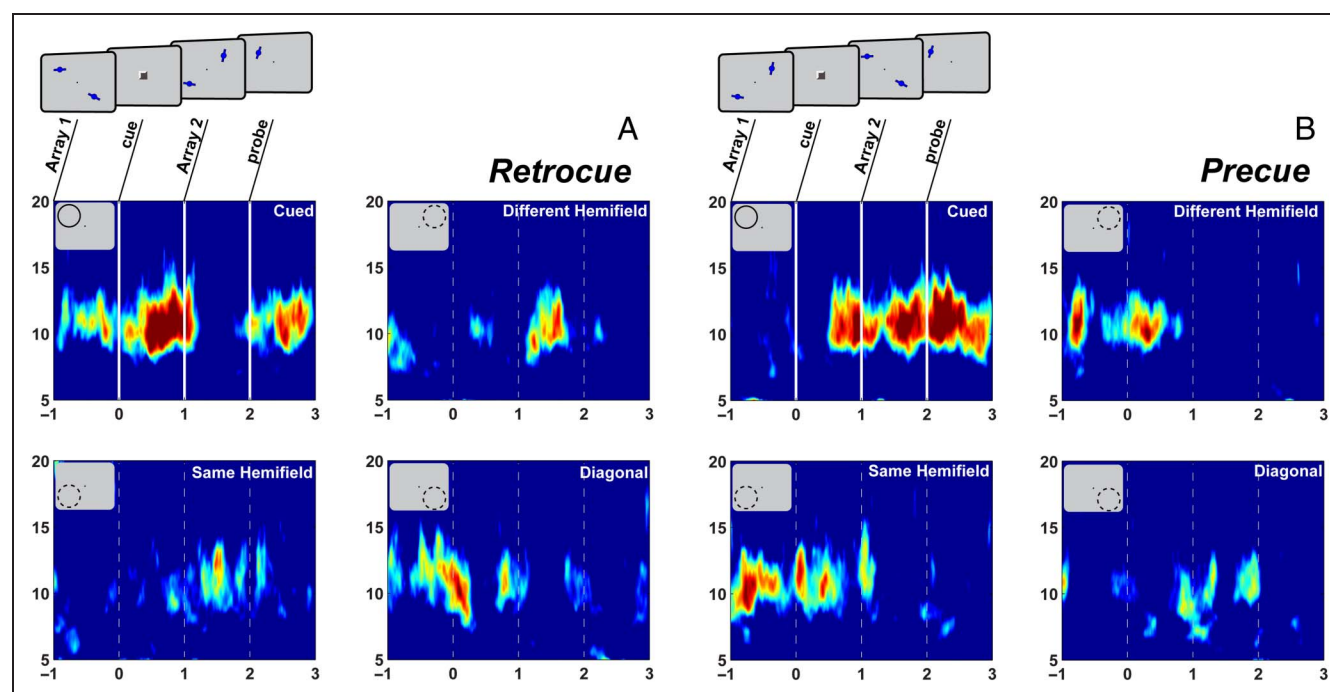 Array 1
cue
Array 2
probe
A
Retrocue
Array 1
cue
Array 2
probe
B
Precue
20
15
10
5
Cued
–1 0 1 2 3
20
15
10
5
Different Hemifield
–1 0 1 2 3
20
15
10
5
Cued
–1 0 1 2 3
20
15
10
5
Different Hemifield
–1 0 1 2 3
20
15
10
5
Same Hemifield
-1 0 1 2 3
20
15
10
5
Diagonal
-1 0 1 2 3
20
15
10
5
Same Hemifield
-1 0 1 2 3
20
15
10
5
Diagonal
-1 0 1 2 3